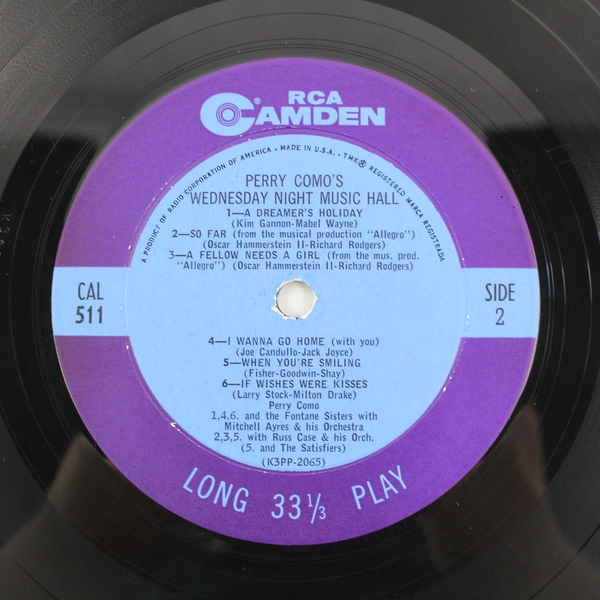 RCA
CAMDEN®
A PRODUCT OF RADIO CORPORATION OF AMERICA • MADE IN U.S.A. • TMK® REGISTERED MARCA REGISTRADA
PERRY COMO'S
WEDNESDAY NIGHT MUSIC HALL
1—A DREAMER'S HOLIDAY
(Kim Gannon-Mabel Wayne)
2—SO FAR (from the musical production "Allegro")
(Oscar Hammerstein II-Richard Rodgers)
3—A FELLOW NEEDS A GIRL (from the mus. prod.
"Allegro") (Oscar Hammerstein II-Richard Rodgers)
CAL
511
SIDE
2
4—I WANNA GO HOME (with you)
(Joe Candullo-Jack Joyce)
5—WHEN YOU'RE SMILING
(Fisher-Goodwin-Shay)
6—IF WISHES WERE KISSES
(Larry Stock-Milton Drake)
Perry Como
1,4,6. and the Fontane Sisters with
Mitchell Ayres & his Orchestra
2,3,5. with Russ Case & his Orch.
(5. and The Satisfiers)
(K3PP-2065)
LONG 33⅓ PLAY